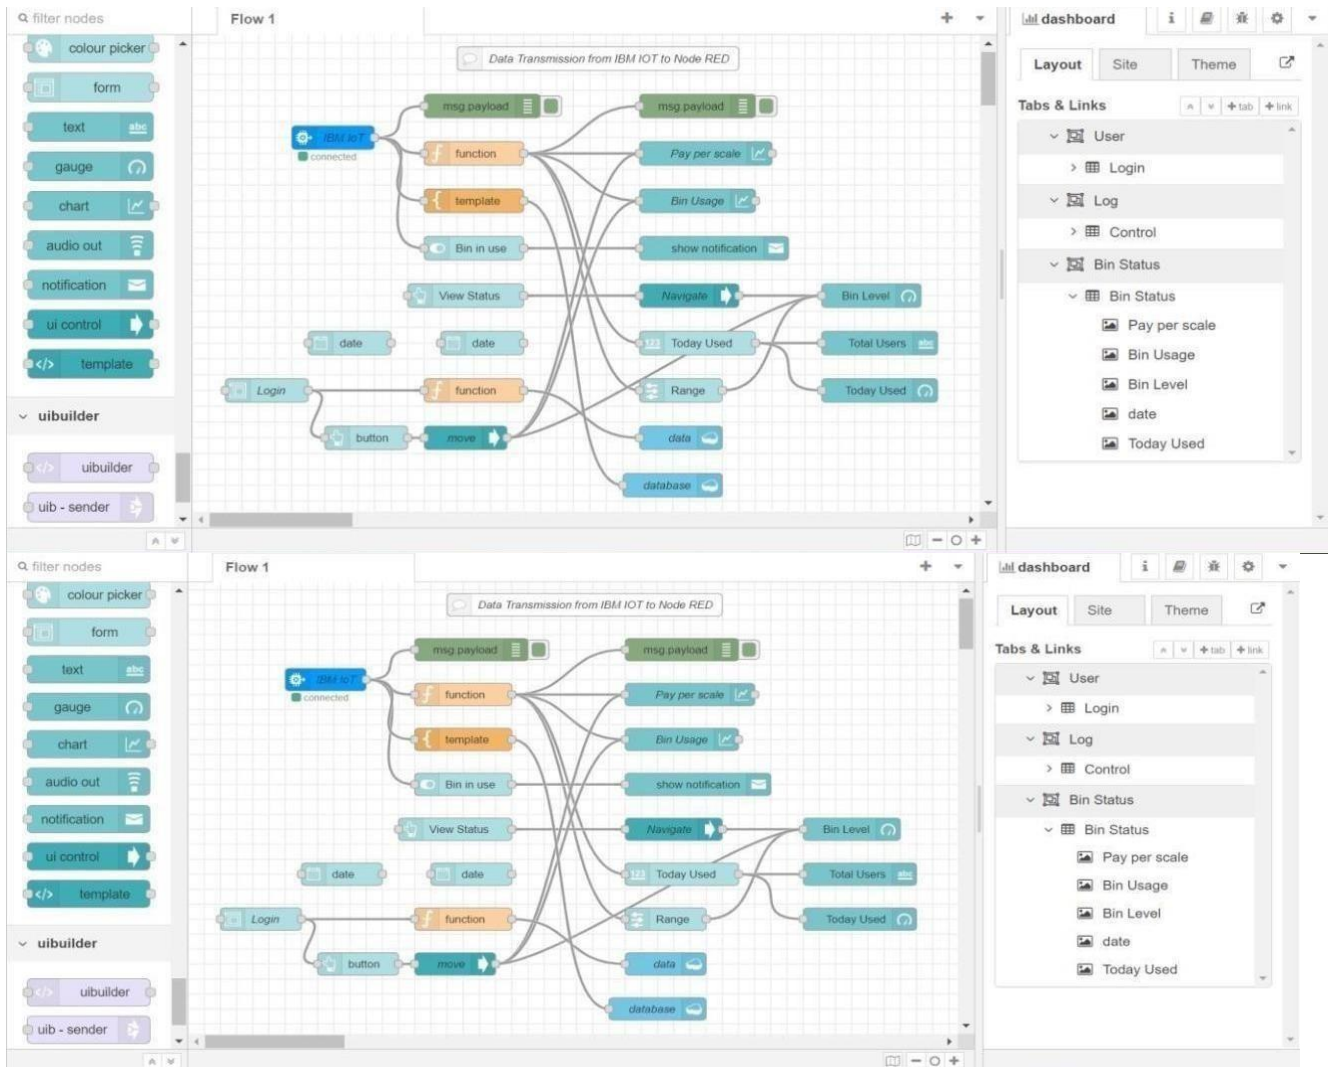 filter nodes
Flow 1
dashboard
i
colour picker
form
text
abc
gauge
chart
audio out
notification
ui control
</> template
uibuilder
</> uibuilder
uib - sender
Data Transmission from IBM IOT to Node RED
msg.payload
msg.payload
IBM IoT
connected
f function
Pay per scale
{ template
Bin Usage
Bin in use
show notification
View Status
Navigate
Bin Level
date
date
123 Today Used
Total Users abc
Login
f function
Range
Today Used
button
move
data
database
Layout
Site
Theme
Tabs & Links
+ tab
+ link
User
Login
Log
Control
Bin Status
Bin Status
Pay per scale
Bin Usage
Bin Level
date
Today Used
filter nodes
Flow 1
dashboard
i
colour picker
form
text
abc
gauge
chart
audio out
notification
ui control
</> template
uibuilder
</> uibuilder
uib - sender
Data Transmission from IBM IOT to Node RED
msg.payload
msg.payload
IBM IoT
connected
f function
Pay per scale
{ template
Bin Usage
Bin in use
show notification
View Status
Navigate
Bin Level
date
date
123 Today Used
Total Users abc
Login
f function
Range
Today Used
button
move
data
database
Layout
Site
Theme
Tabs & Links
+ tab
+ link
User
Login
Log
Control
Bin Status
Bin Status
Pay per scale
Bin Usage
Bin Level
date
Today Used